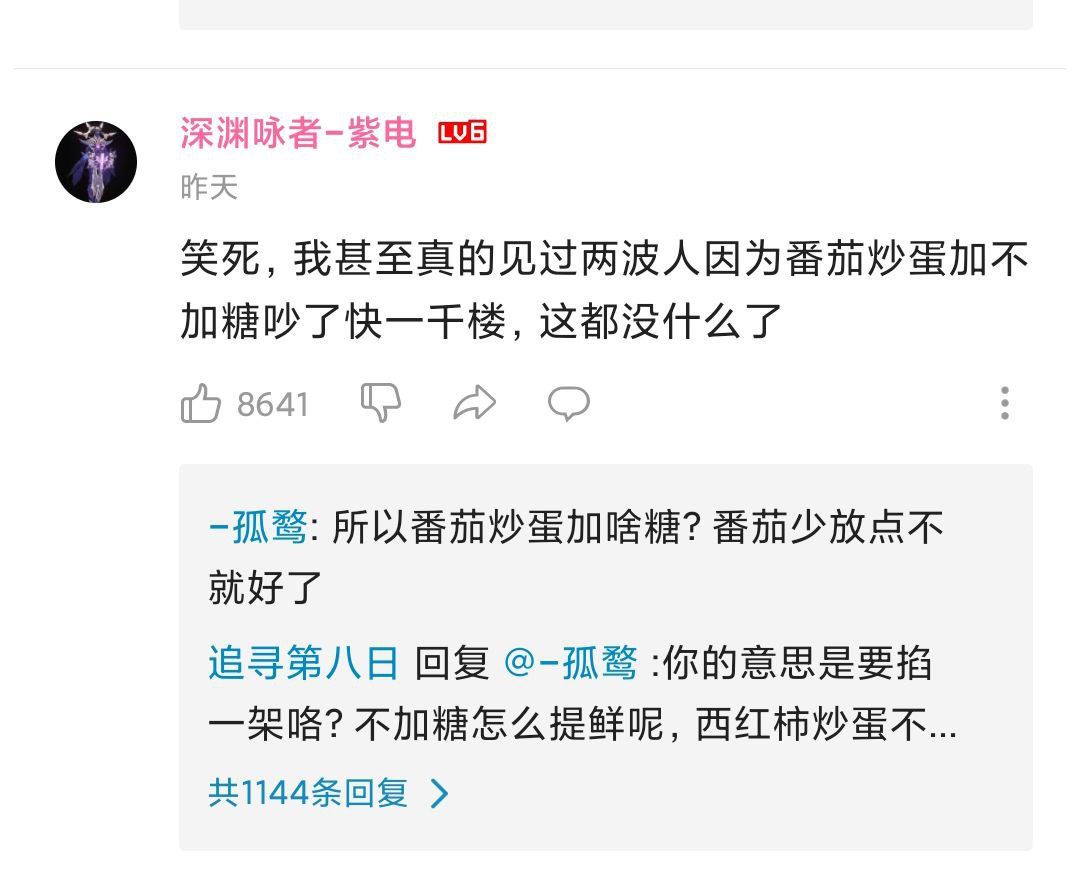 深渊咏者-紫电 LV6
昨天
笑死，我甚至真的见过两波人因为番茄炒蛋加不
加糖吵了快一千楼，这都没什么了
8641
-孤鹜: 所以番茄炒蛋加啥糖？番茄少放点不
就好了
追寻第八日 回复 @-孤鹜 :你的意思是要掐
一架咯？不加糖怎么提鲜呢，西红柿炒蛋不...
共1144条回复